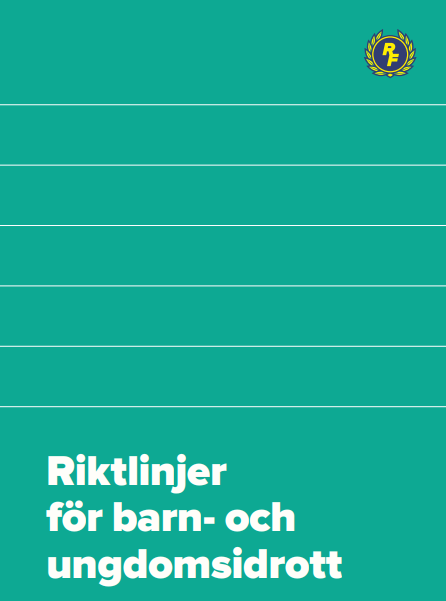 RF
Riktlinjer
för barn- och
ungdomsidrott